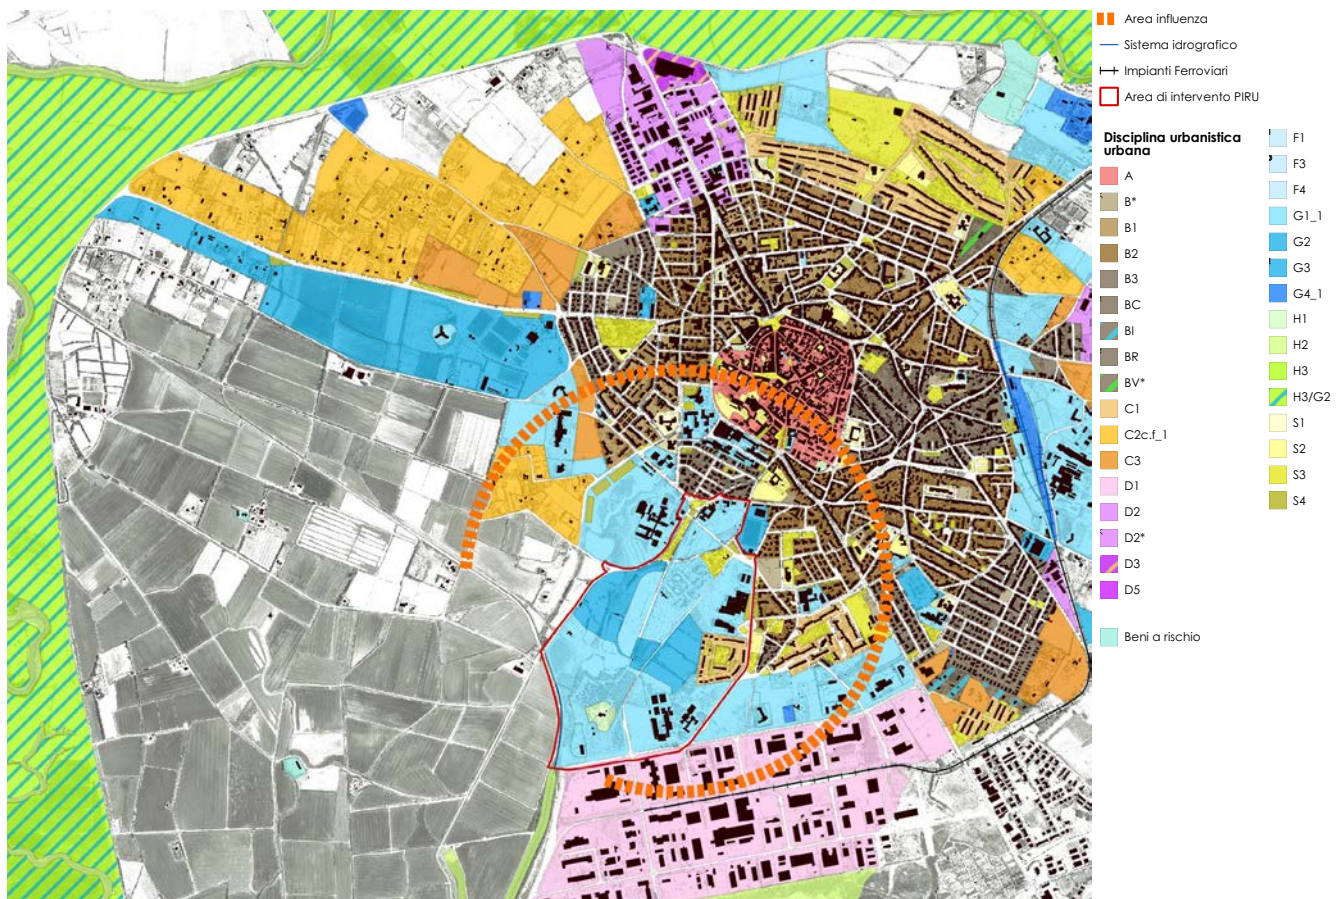 Area influenza
Sistema idrografico
Impianti Ferroviari
Area di intervento PIRU
Disciplina urbanistica
urbana
A
B*
B1
B2
B3
BC
BI
BR
BV*
C1
C2c.f_1
C3
D1
D2
D2*
D3
D5
Beni a rischio
F1
F3
F4
G1_1
G2
G3
G4_1
H1
H2
H3
H3/G2
S1
S2
S3
S4